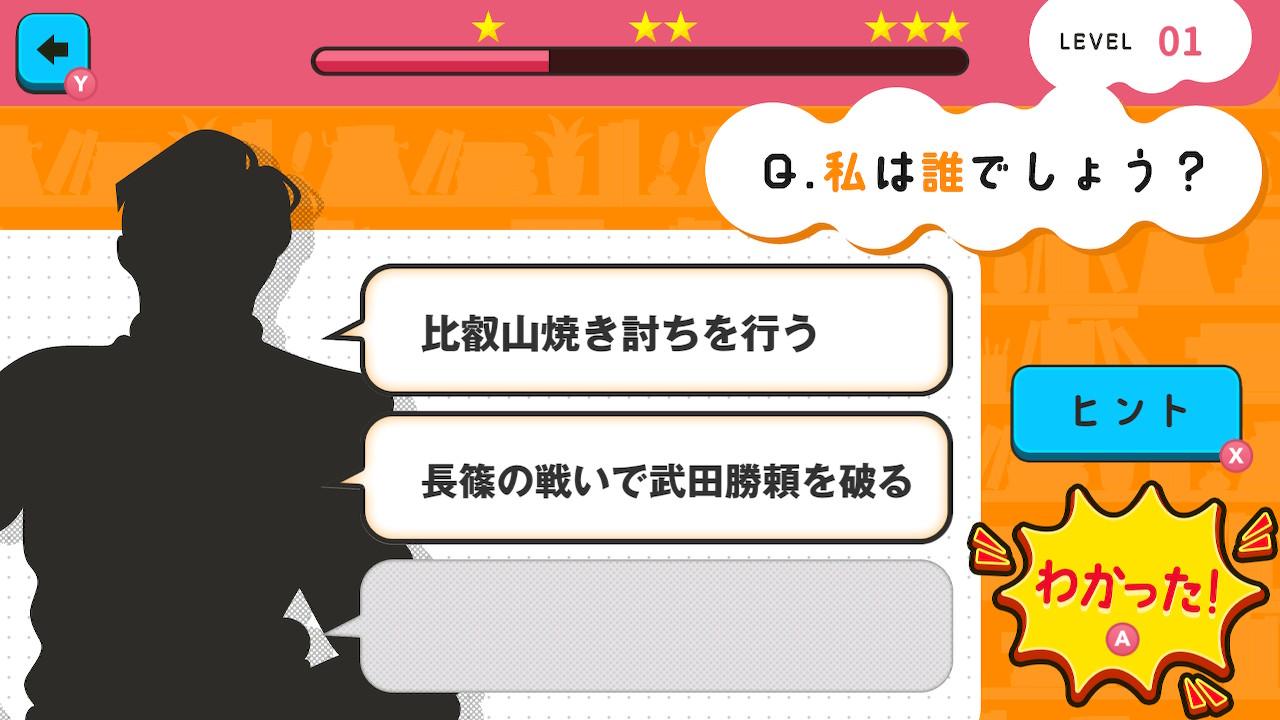 Y
LEVEL 01
Q.私は誰でしょう？
比叡山焼き討ちを行う
長篠の戦いで武田勝頼を破る
ヒント
X
わかった!
A